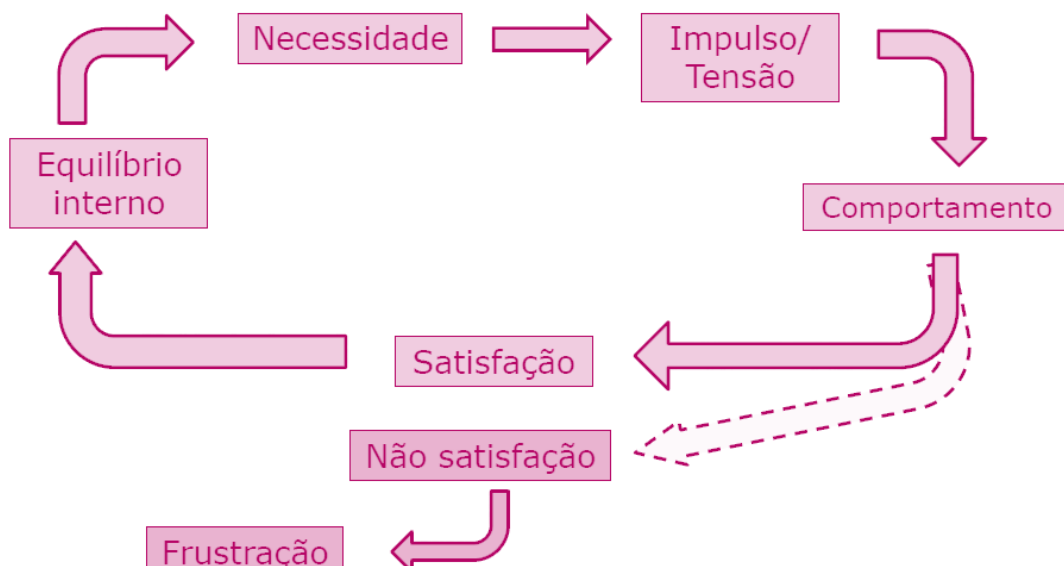 Necessidade
Impulso/
Tensão
Equilíbrio
interno
Comportamento
Satisfação
Não satisfação
Frustração